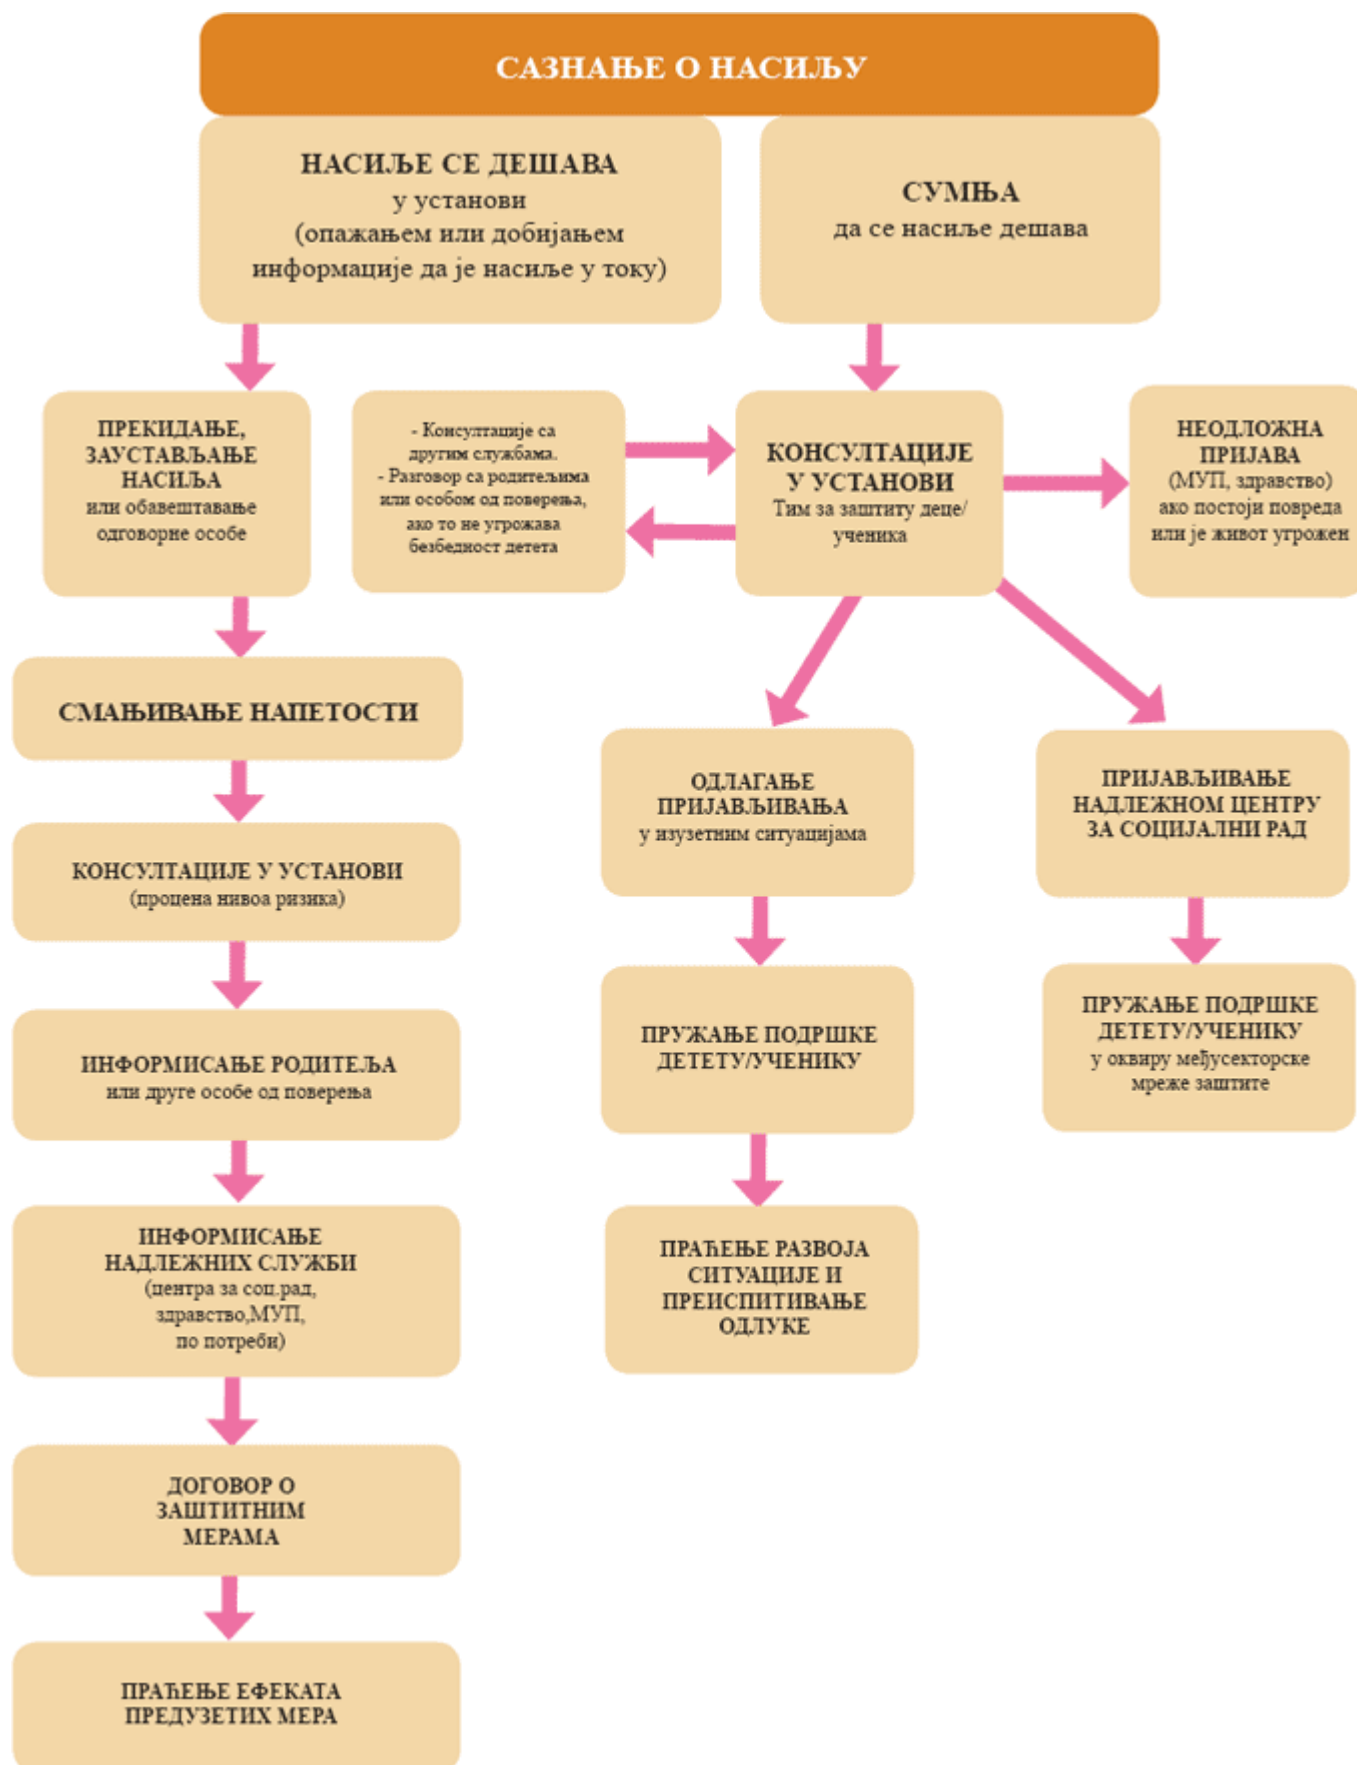 САЗНАЊЕ О НАСИЉУ
НАСИЉЕ СЕ ДЕШАВА
у установи
(опажањем или добијањем
информације да је насиље у току)
СУМЊА
да се насиље дешава
ПРЕКИДАЊЕ,
ЗАУСТАВЉАЊЕ
НАСИЉА
или обавештавање
одговорне особе
- Консултације са
другим службама.
- Разговор са родитељима
или особом од поверења,
ако то не угрожава
безбедност детета
КОНСУЛТАЦИЈЕ
У УСТАНОВИ
Тим за заштиту деце/
ученика
НЕОДЛОЖНА
ПРИЈАВА
(МУП, здравство)
ако постоји повреда
или је живот угрожен
СМАЊИВАЊЕ НАПЕТОСТИ
КОНСУЛТАЦИЈЕ У УСТАНОВИ
(процена нивоа ризика)
ИНФОРМИСАЊЕ РОДИТЕЉА
или друге особе од поверења
ИНФОРМИСАЊЕ
НАДЛЕЖНИХ СЛУЖБИ
(центра за соц.рад,
здравство,МУП,
по потреби)
ДОГОВОР О
ЗАШТИТНИМ
МЕРАМА
ПРАЋЕЊЕ ЕФЕКАТА
ПРЕДУЗЕТИХ МЕРА
ОДЛАГАЊЕ
ПРИЈАВЉИВАЊА
у изузетним ситуацијама
ПРУЖАЊЕ ПОДРШКЕ
ДЕТЕТУ/УЧЕНИКУ
ПРАЋЕЊЕ РАЗВОЈА
СИТУАЦИЈЕ И
ПРЕИСПИТИВАЊЕ
ОДЛУКЕ
ПРИЈАВЉИВАЊЕ
НАДЛЕЖНОМ ЦЕНТРУ
ЗА СОЦИЈАЛНИ РАД
ПРУЖАЊЕ ПОДРШКЕ
ДЕТЕТУ/УЧЕНИКУ
у оквиру међусекторске
мреже заштите